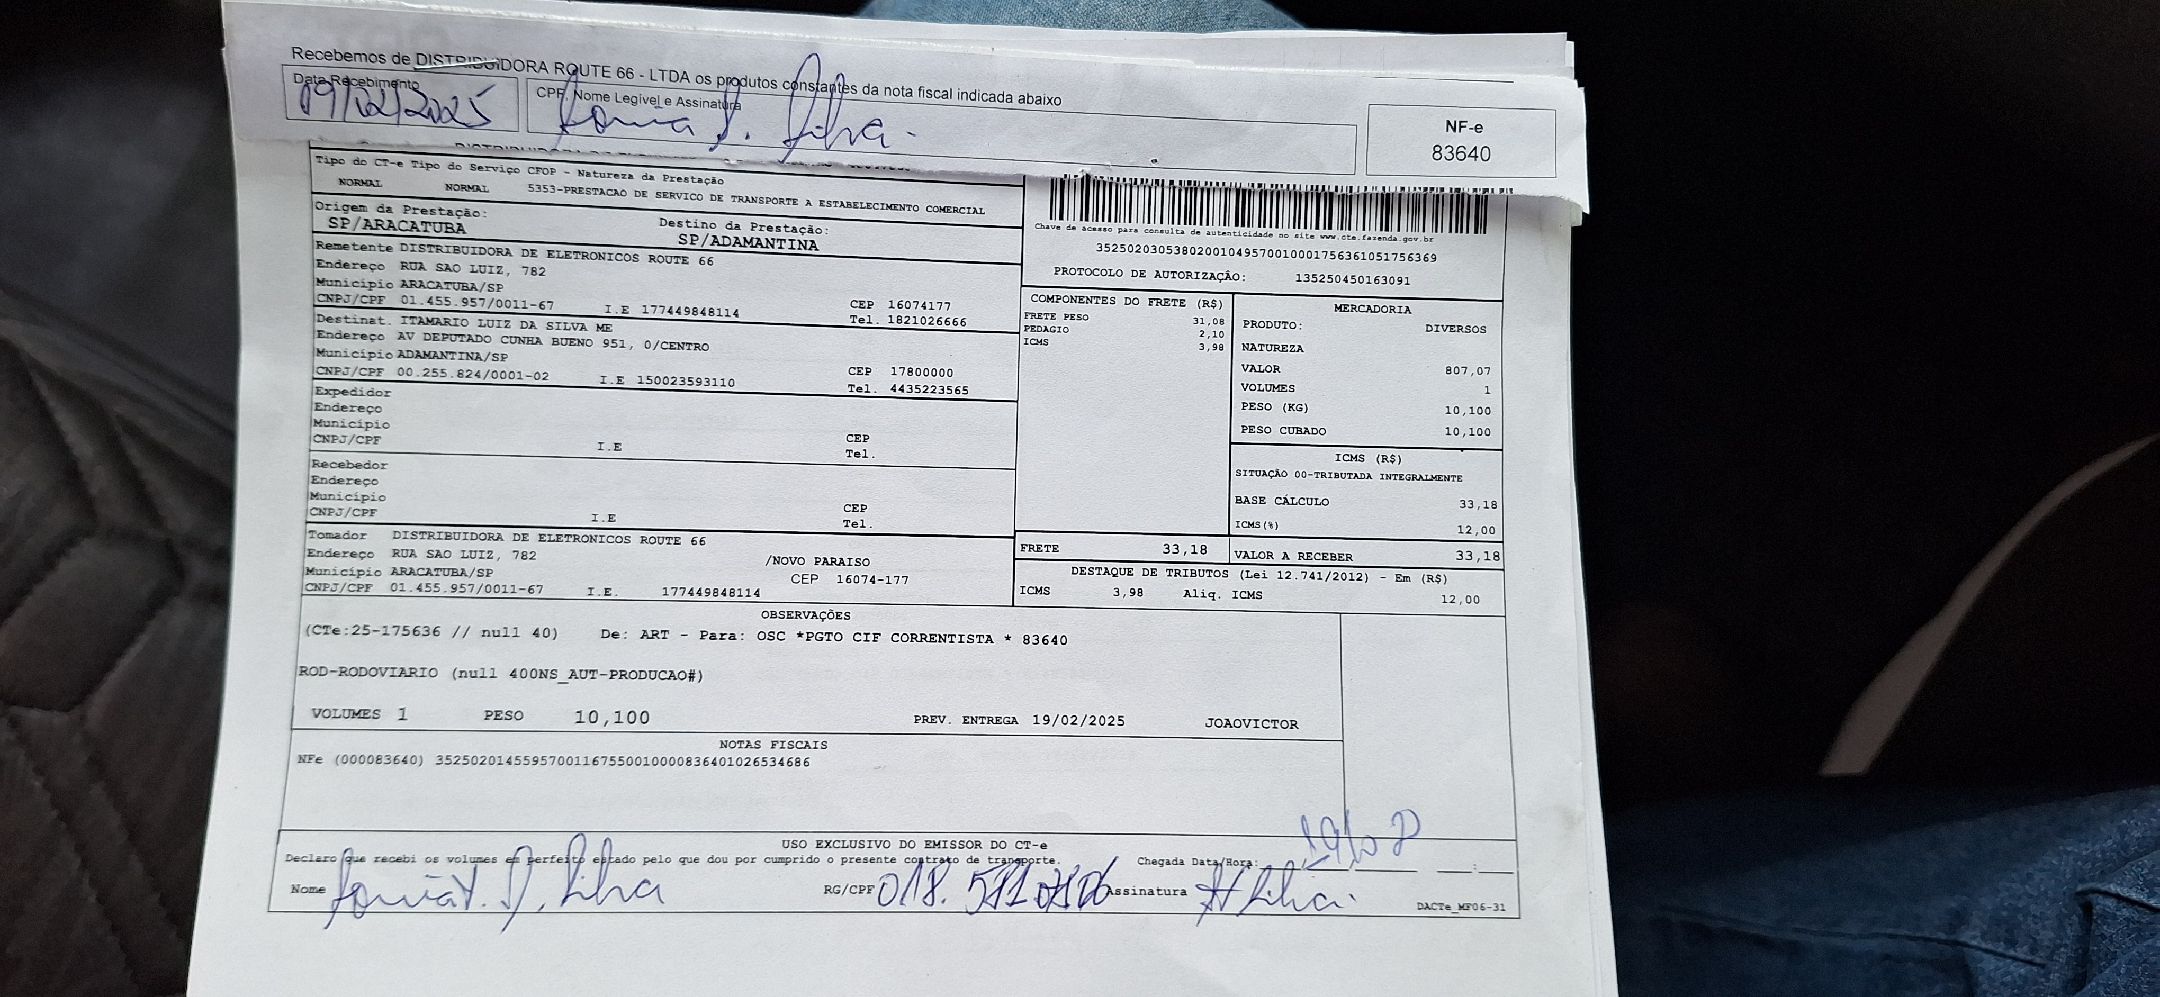 Recebemos de DISTRIBUIDORA ROUTE 66 - LTDA os produtos constantes da nota fiscal indicada abaixo
Data Recebimento
19/02/2025
CPF, Nome Legível e Assinatura
Silva
NF-e
83640
Tipo do CT-e Tipo do Serviço CFOP - Natureza da Prestação
NORMAL NORMAL 5353-PRESTACAO DE SERVICO DE TRANSPORTE A ESTABELECIMENTO COMERCIAL
Origem da Prestação: Destino da Prestação:
SP/ARACATUBA SP/ADAMANTINA
Chave de acesso para consulta de autenticidade no site www.cte.fazenda.gov.br
35250203053802001049570010001756361051756369
PROTOCOLO DE AUTORIZAÇÃO: 135250450163091
Remetente DISTRIBUIDORA DE ELETRONICOS ROUTE 66
Endereço RUA SAO LUIZ, 782
Município ARACATUBA/SP CEP 16074177
CNPJ/CPF 01.455.957/0011-67 I.E 177449848114 Tel. 1821026666
Destinat. ITAMARIO LUIZ DA SILVA ME
Endereço AV DEPUTADO CUNHA BUENO 951, 0/CENTRO
Município ADAMANTINA/SP CEP 17800000
CNPJ/CPF 00.255.824/0001-02 I.E 150023593110 Tel. 4435223565
Expedidor
Endereço
Município CEP
CNPJ/CPF I.E Tel.
Recebedor
Endereço
Município CEP
CNPJ/CPF I.E Tel.
Tomador DISTRIBUIDORA DE ELETRONICOS ROUTE 66
Endereço RUA SAO LUIZ, 782 /NOVO PARAISO
Município ARACATUBA/SP CEP 16074-177
CNPJ/CPF 01.455.957/0011-67 I.E. 177449848114
COMPONENTES DO FRETE (R$)
FRETE PESO 31,08
PEDAGIO 2,10
ICMS 3,98
MERCADORIA
PRODUTO: DIVERSOS
NATUREZA
VALOR 807,07
VOLUMES 1
PESO (KG) 10,100
PESO CUBADO 10,100
ICMS (R$)
SITUAÇÃO 00-TRIBUTADA INTEGRALMENTE
BASE CÁLCULO 33,18
ICMS(%) 12,00
FRETE 33,18 VALOR A RECEBER 33,18
DESTAQUE DE TRIBUTOS (Lei 12.741/2012) - Em (R$)
ICMS 3,98 Aliq. ICMS 12,00
OBSERVAÇÕES
(CTe:25-175636 // null 40) De: ART - Para: OSC *PGTO CIF CORRENTISTA * 83640
ROD-RODOVIARIO (null 400NS_AUT-PRODUCAO#)
VOLUMES 1 PESO 10,100 PREV. ENTREGA 19/02/2025 JOAOVICTOR
NOTAS FISCAIS
NFe (000083640) 35250201455957001167550010000836401026534686
USO EXCLUSIVO DO EMISSOR DO CT-e
Declaro que recebi os volumes em perfeito estado pelo que dou por cumprido o presente contrato de transporte. Chegada Data/Hora:
Nome Silva RG/CPF Assinatura Silva
DACTe_MF06-31